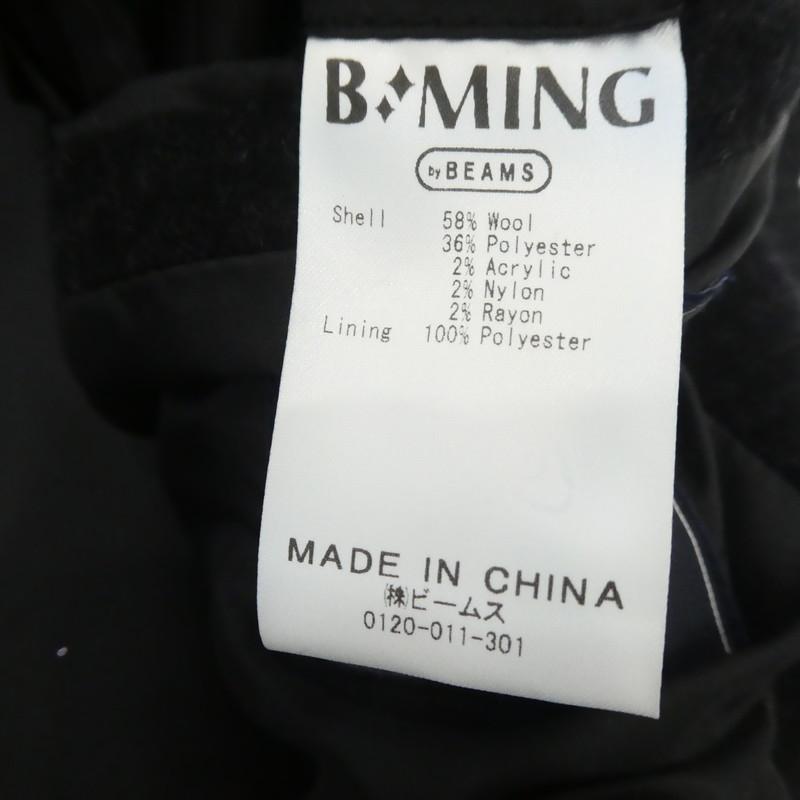 B MING
by BEAMS
Shell 58% Wool
36% Polyester
2% Acrylic
2% Nylon
2% Rayon
Lining 100% Polyester
MADE IN CHINA
㈱ビームス
0120-011-301